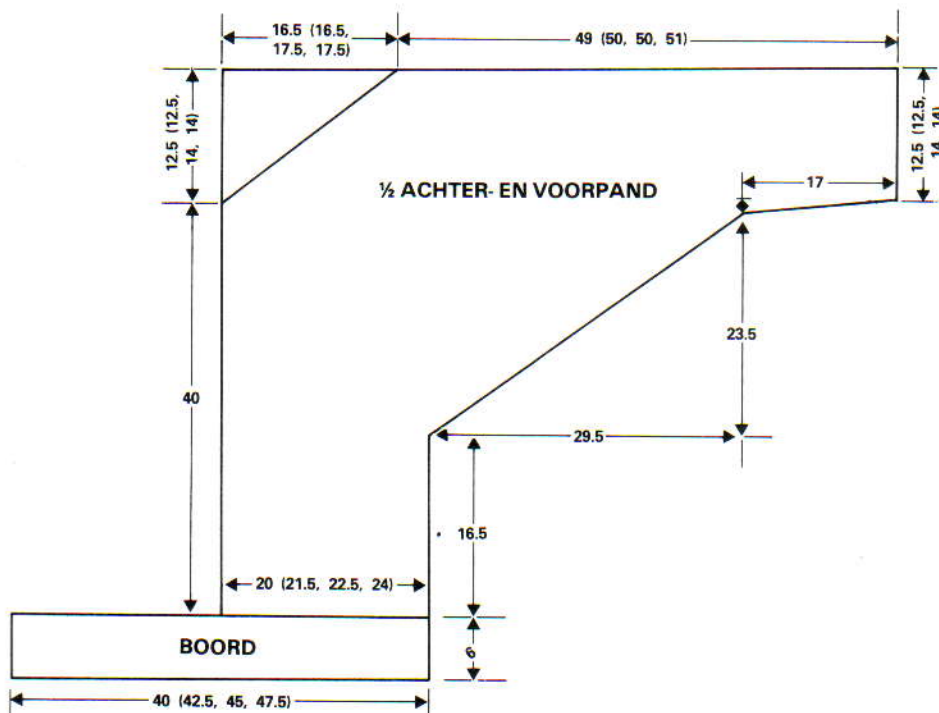 16.5 (16.5,
17.5, 17.5)
49 (50, 50, 51)
12.5 (12.5,
14, 14)
12.5 (12.5,
14, 14)
17
½ ACHTER- EN VOORPAND
23.5
40
29.5
16.5
20 (21.5, 22.5, 24)
BOORD
6
40 (42.5, 45, 47.5)